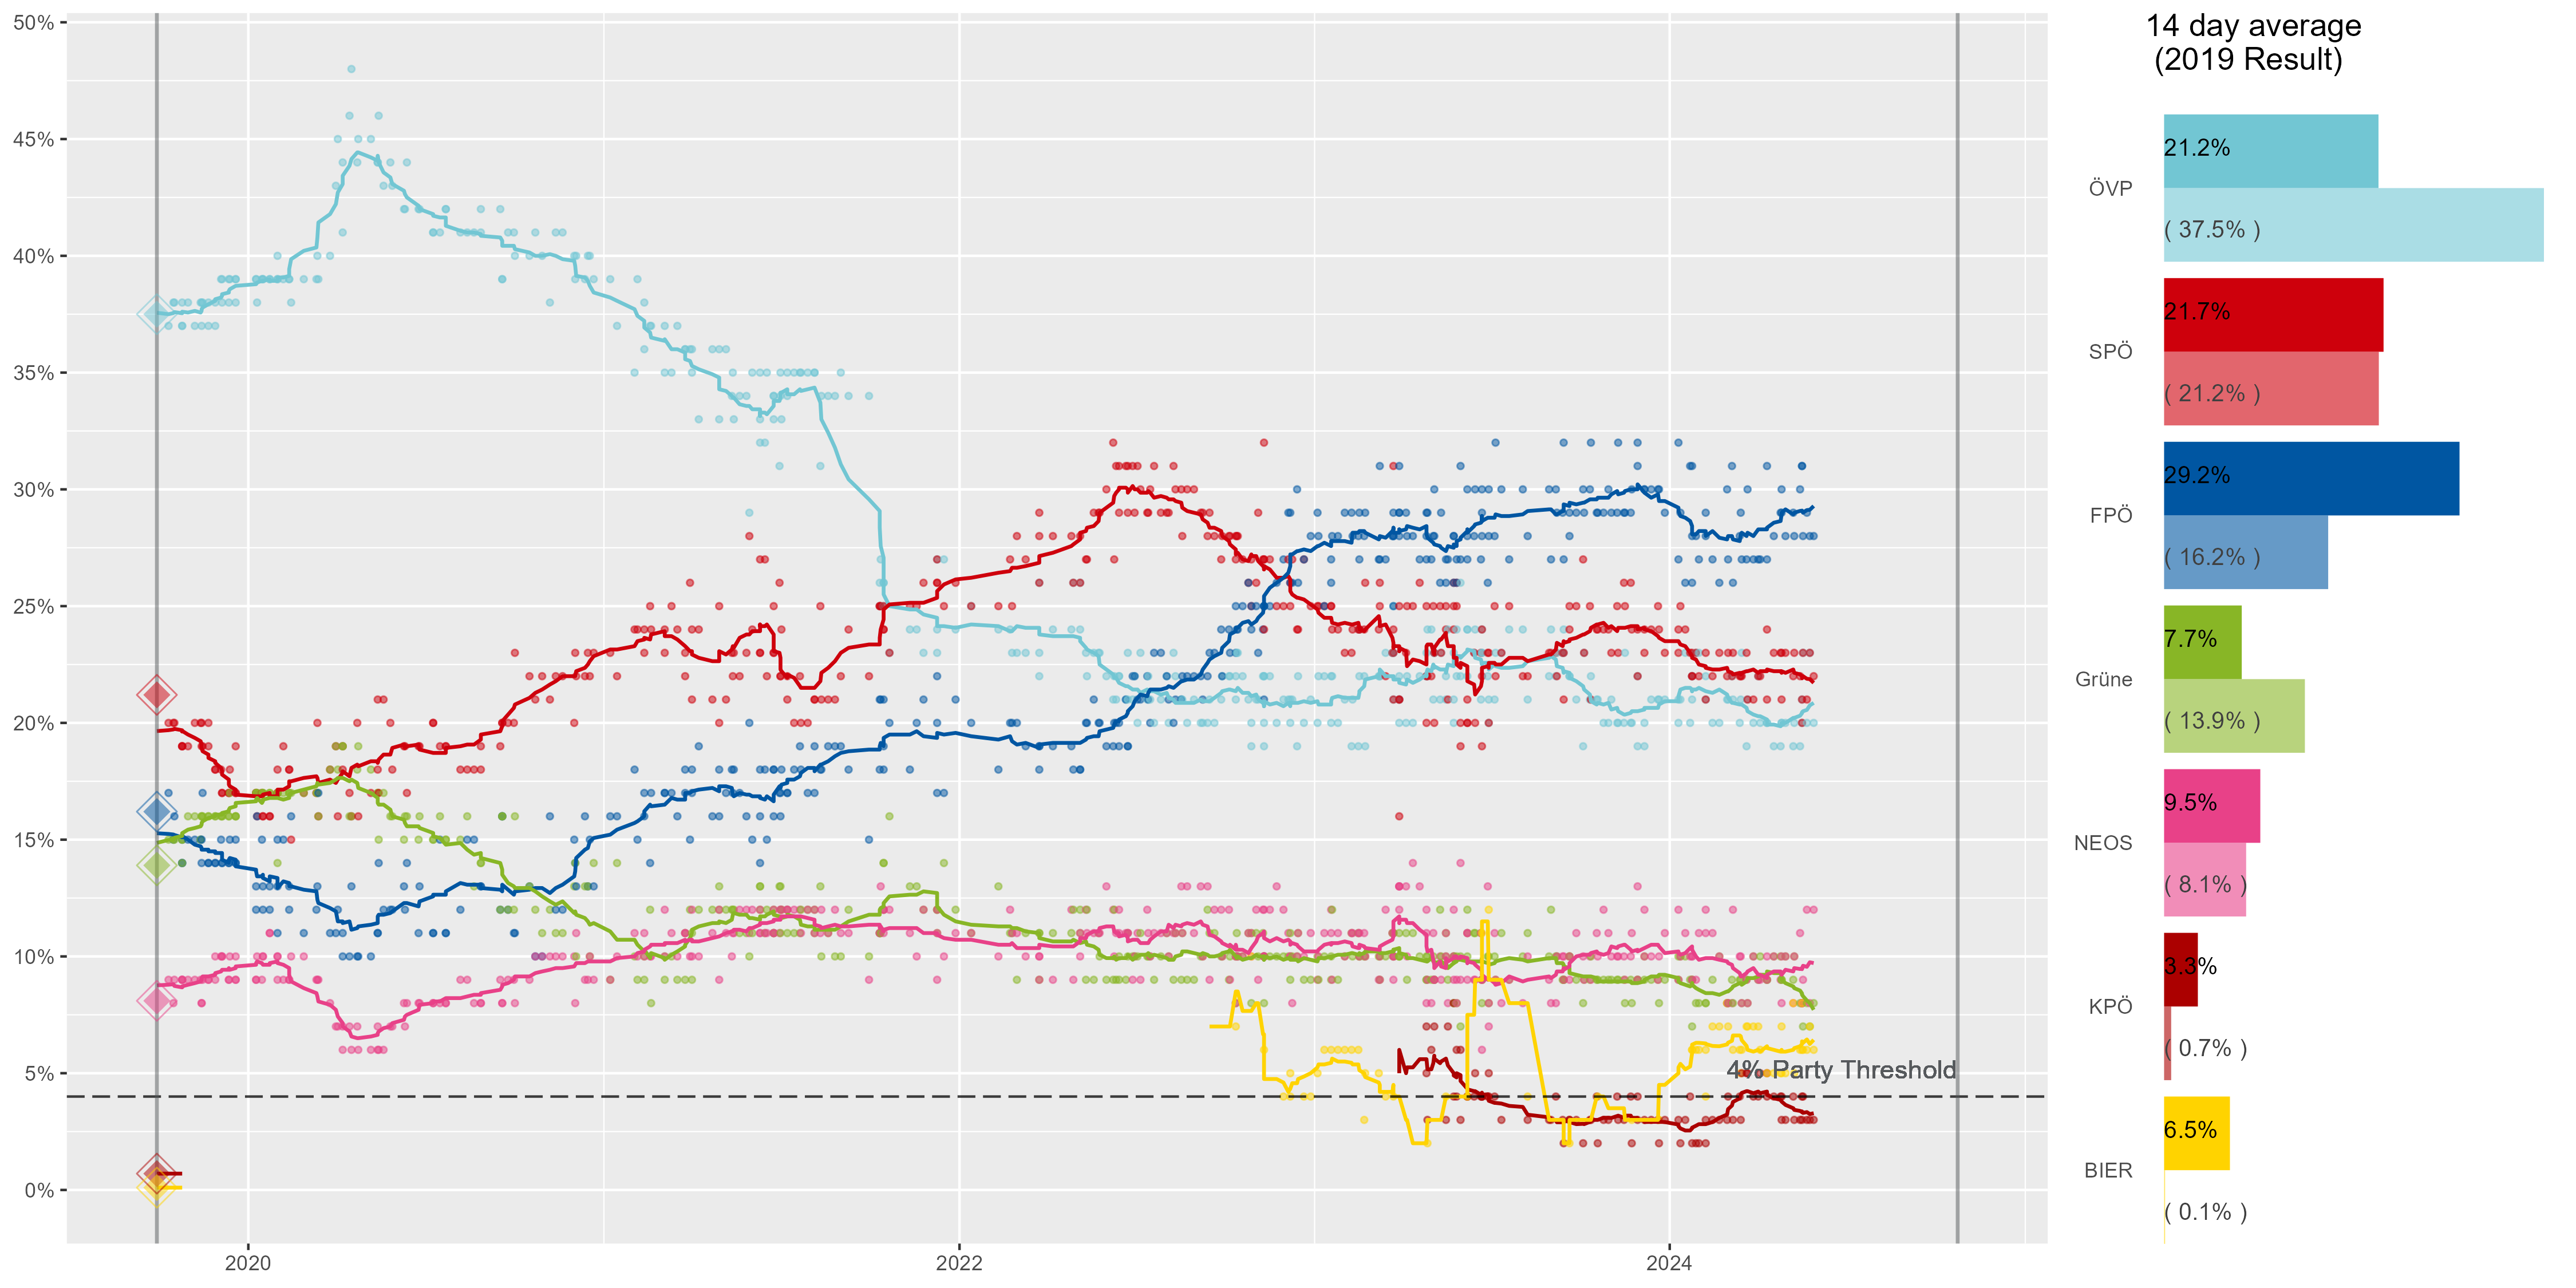 50%
45%
40%
35%
30%
25%
20%
15%
10%
5%
0%
2020
2022
2024
4% Party Threshold
14 day average
(2019 Result)
ÖVP
21.2%
( 37.5% )
SPÖ
21.7%
( 21.2% )
FPÖ
29.2%
( 16.2% )
Grüne
7.7%
( 13.9% )
NEOS
9.5%
( 8.1% )
KPÖ
3.3%
( 0.7% )
BIER
6.5%
( 0.1% )